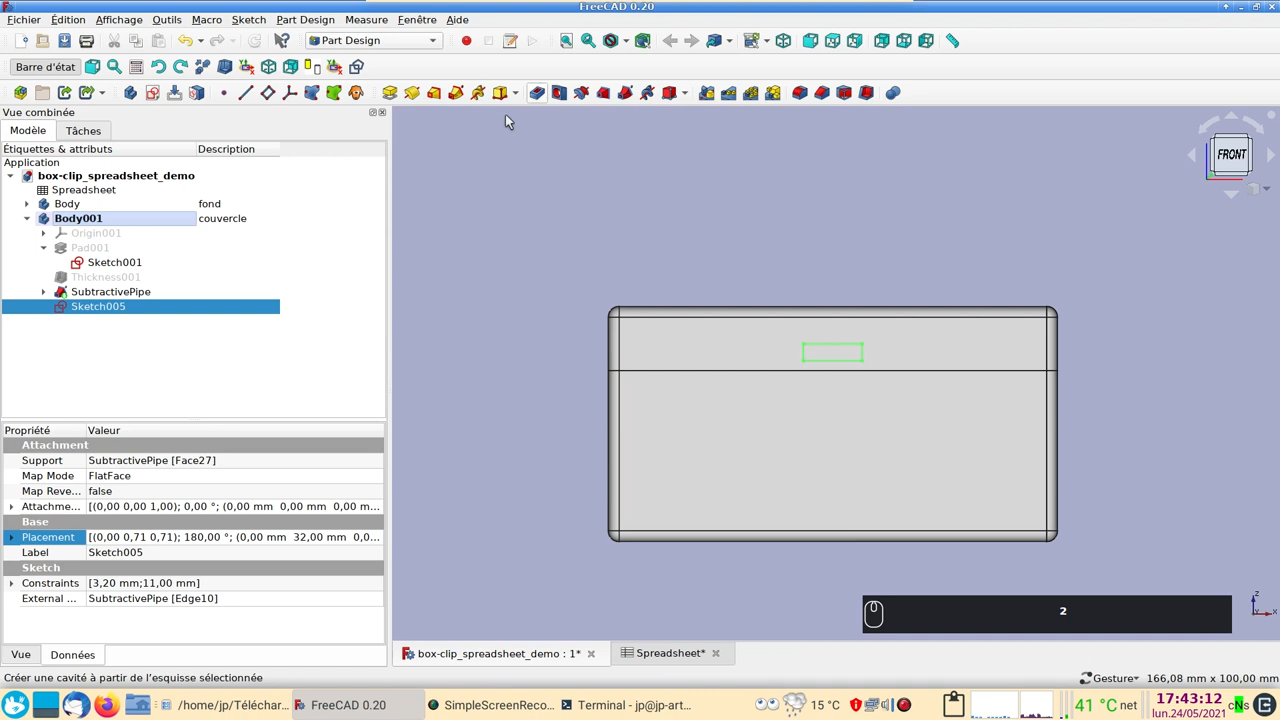 FreeCAD 0.20
Fichier Édition Affichage Outils Macro Sketch Part Design Measure Fenêtre Aide
Part Design
Barre d'état
Vue combinée
Modèle Tâches
Étiquettes & attributs Description
Application
box-clip_spreadsheet_demo
Spreadsheet
Body fond
Body001 couvercle
Origin001
Pad001
Sketch001
Thickness001
SubtractivePipe
Sketch005
FRONT
Propriété Valeur
Attachment
Support SubtractivePipe [Face27]
Map Mode FlatFace
Map Reve... false
Attachme... [(0,00 0,00 1,00); 0,00 °; (0,00 mm 0,00 mm 0,00 m...
Base
Placement [(0,00 0,71 0,71); 180,00 °; (0,00 mm 32,00 mm 0,0...
Label Sketch005
Sketch
Constraints [3,20 mm;11,00 mm]
External ... SubtractivePipe [Edge10]
2
Vue Données
box-clip_spreadsheet_demo : 1* Spreadsheet*
Créer une cavité à partir de l'esquisse sélectionnée Gesture 166,08 mm x 100,00 mm
/home/jp/Téléchar... FreeCAD 0.20 SimpleScreenReco... Terminal - jp@jp-art... 15 °C 41 °C net 17:43:12
lun.24/05/2021